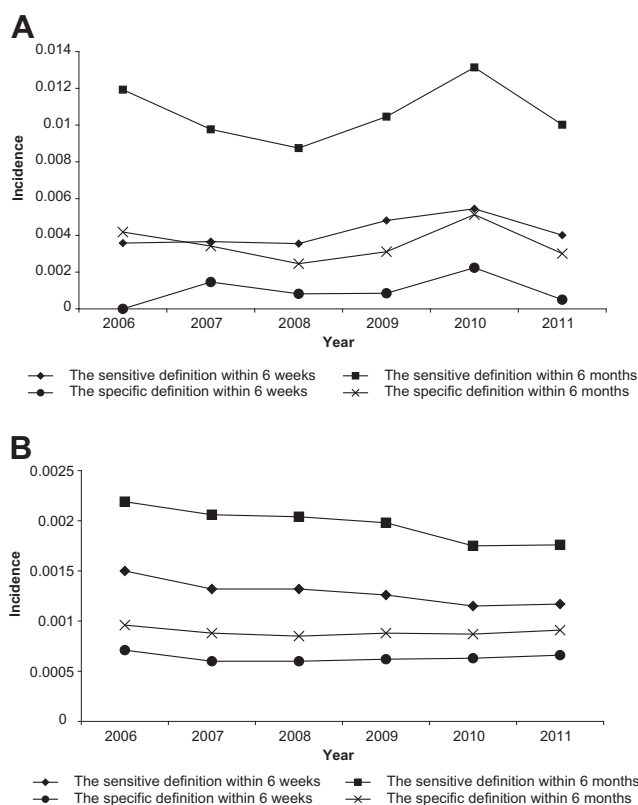 A
0.014
0.012
0.01
0.008
0.006
0.004
0.002
0
Incidence
2006 2007 2008 2009 2010 2011
Year
The sensitive definition within 6 weeks The sensitive definition within 6 months
The specific definition within 6 weeks The specific definition within 6 months
B
0.0025
0.002
0.0015
0.001
0.0005
0
Incidence
2006 2007 2008 2009 2010 2011
Year
The sensitive definition within 6 weeks The sensitive definition within 6 months
The specific definition within 6 weeks The specific definition within 6 months